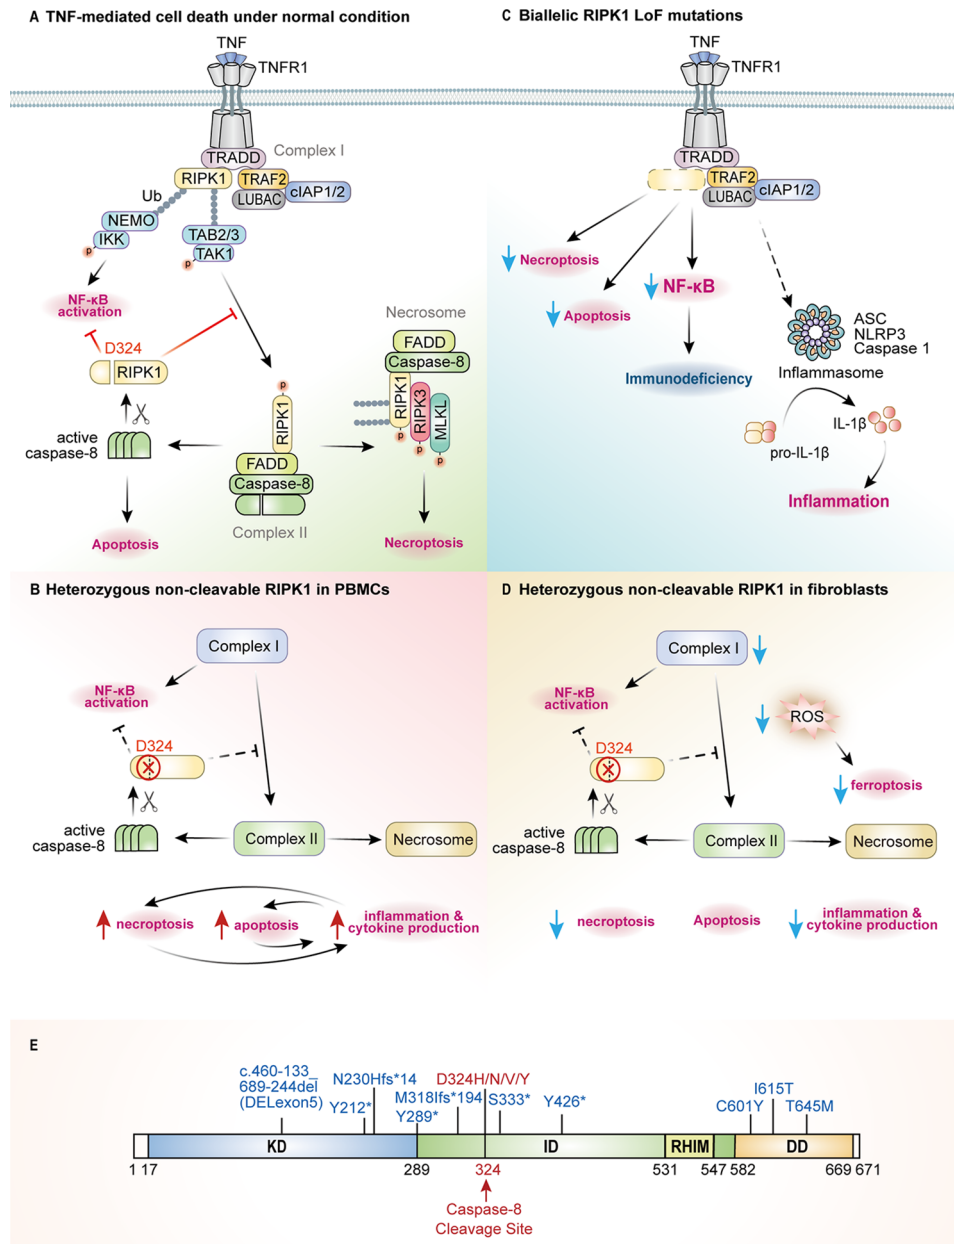 A TNF-mediated cell death under normal condition
TNF
TNFR1
TRADD
Complex I
RIPK1
TRAF2
cIAP1/2
LUBAC
Ub
NEMO
IKK
p
TAB2/3
TAK1
p
NF-κB
activation
D324
RIPK1
active
caspase-8
Apoptosis
p
RIPK1
FADD
Caspase-8
Complex II
Necrosome
FADD
Caspase-8
RIPK1
RIPK3
MLKL
p
p
p
Necroptosis
C Biallelic RIPK1 LoF mutations
TNF
TNFR1
TRADD
TRAF2
cIAP1/2
LUBAC
Necroptosis
Apoptosis
NF-κB
Immunodeficiency
ASC
NLRP3
Caspase 1
Inflammasome
pro-IL-1β
IL-1β
Inflammation
B Heterozygous non-cleavable RIPK1 in PBMCs
Complex I
NF-κB
activation
D324
active
caspase-8
Complex II
Necrosome
necroptosis
apoptosis
inflammation &
cytokine production
D Heterozygous non-cleavable RIPK1 in fibroblasts
Complex I
NF-κB
activation
ROS
D324
ferroptosis
active
caspase-8
Complex II
Necrosome
necroptosis
Apoptosis
inflammation &
cytokine production
E
c.460-133_
689-244del
(DELexon5)
N230Hfs*14
Y212*
M318Ifs*194
Y289*
D324H/N/V/Y
S333*
Y426*
C601Y
I615T
T645M
KD
ID
RHIM
DD
1 17
289
324
531
547 582
669 671
Caspase-8
Cleavage Site